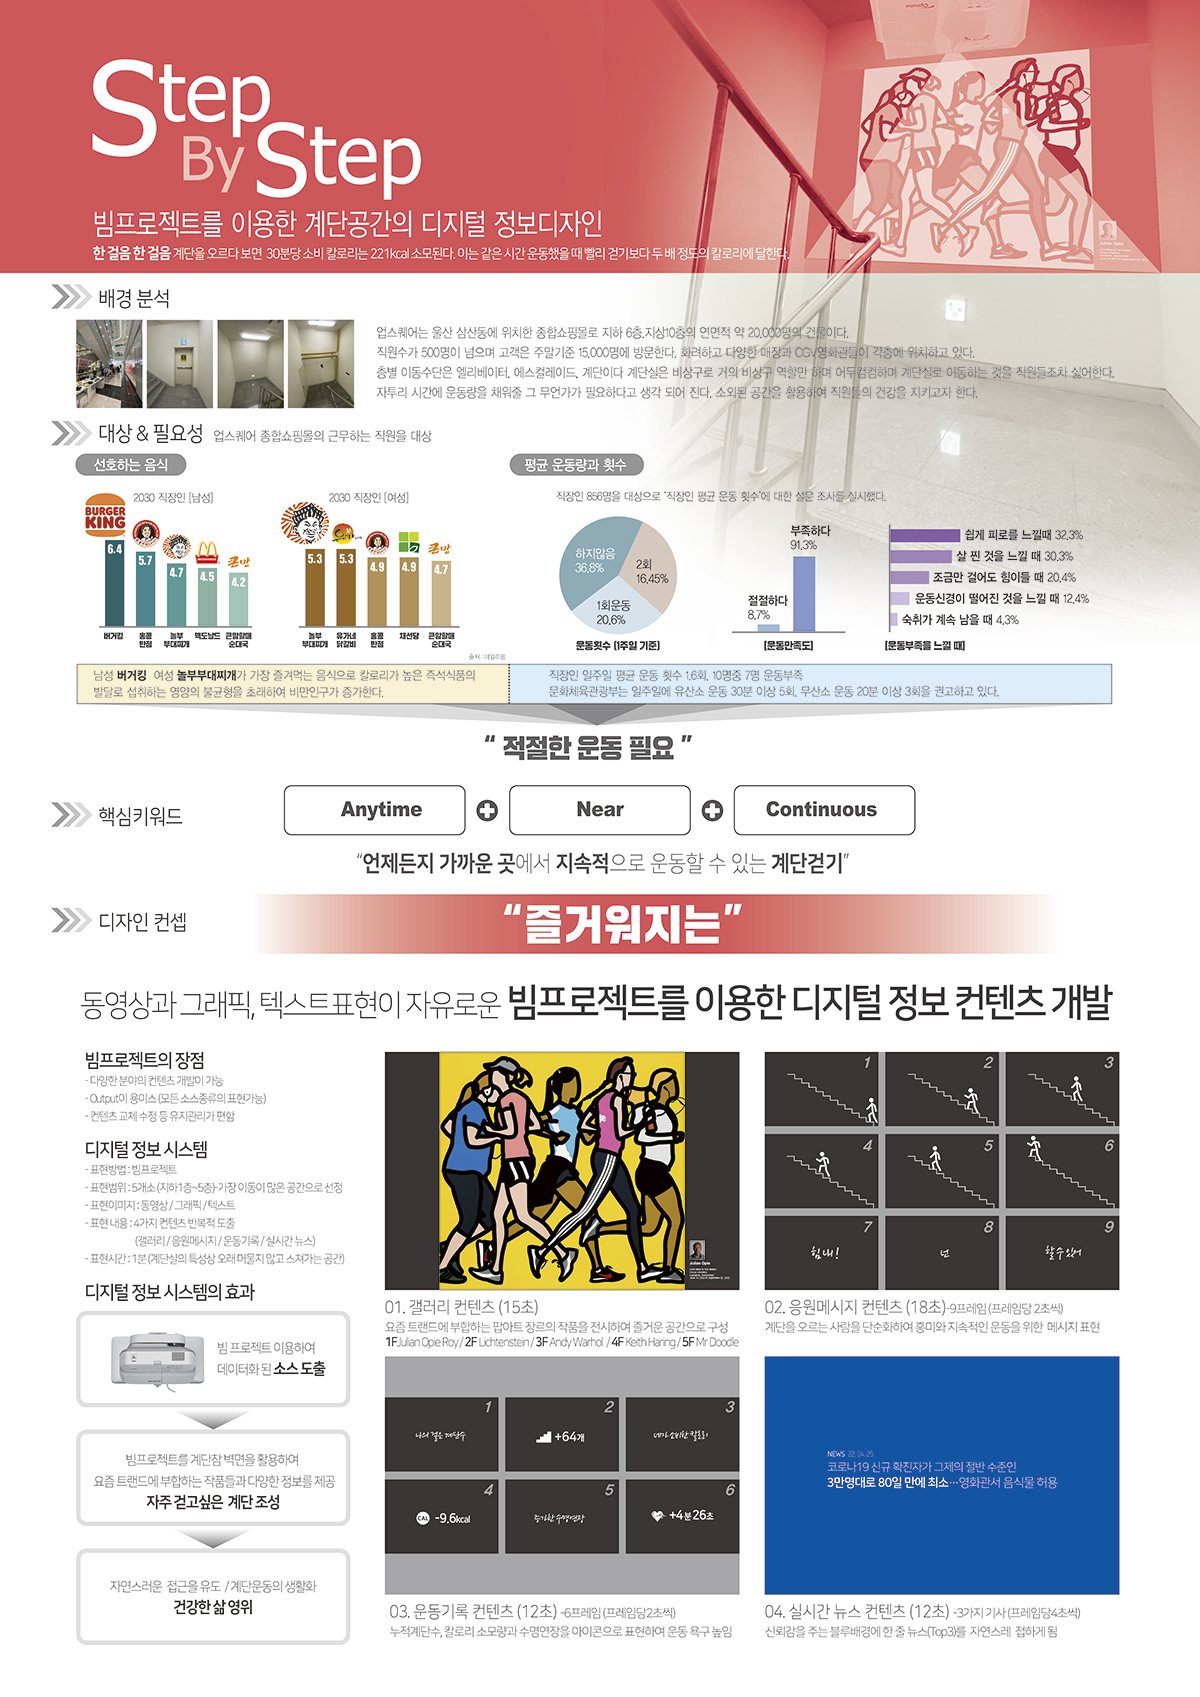 Step
By Step
빔프로젝트를 이용한 계단공간의 디지털 정보디자인
한 걸음 한 걸음 계단을 오르다 보면 30분당 소비 칼로리는 221kcal 소모된다. 이는 같은 시간 운동했을 때 빨리 걷기보다 두 배 정도의 칼로리에 달한다.
배경 분석
업스퀘어는 울산 삼산동에 위치한 종합쇼핑몰로 지하 6층,지상10층의 연면적 약 20,000평의 건물이다.
직원수가 500명이 넘으며 고객은 주말기준 15,000명에 방문한다. 화려하고 다양한 매장과 CGV영화관들이 각층에 위치하고 있다.
층별 이동수단은 엘리베이터, 에스컬레이드, 계단이다 계단실은 비상구로 거의 비상구 역할만 하며 어두컴컴하며 계단실로 이동하는 것을 직원들조차 싫어한다.
자투리 시간에 운동량을 채워줄 그 무언가가 필요하다고 생각 되어 진다. 소외된 공간을 활용하여 직원들의 건강을 지키고자 한다.
대상 & 필요성 업스퀘어 종합쇼핑몰의 근무하는 직원을 대상
선호하는 음식
2030 직장인 [남성]
BURGER KING
6.4
5.7
4.7
4.5
4.2
버거킹
홍콩
반점
놀부
부대찌개
맥도날드
큰맘할매
순대국
2030 직장인 [여성]
큰맘
5.3
5.3
4.9
4.9
4.7
놀부
부대찌개
유가네
닭갈비
홍콩
반점
채선당
큰맘할매
순대국
출처 : 데일리팝
평균 운동량과 횟수
직장인 856명을 대상으로 "직장인 평균 운동 횟수"에 대한 설문 조사를 실시했다.
하지않음
36,8%
2회
16,45%
1회운동
20,6%
운동횟수 (1주일 기준)
부족하다
91,3%
절절하다
8,7%
[운동만족도]
쉽게 피로를 느낄때 32,3%
살 찐 것을 느낄 때 30,3%
조금만 걸어도 힘이들 때 20,4%
운동신경이 떨어진 것을 느낄 때 12,4%
숙취가 계속 남을 때 4,3%
[운동부족을 느낄 때]
남성 버거킹 여성 놀부부대찌개가 가장 즐겨먹는 음식으로 칼로리가 높은 즉석식품의
발달로 섭취하는 영양의 불균형을 초래하여 비만인구가 증가한다.
직장인 일주일 평균 운동 횟수 1.6회, 10명중 7명 운동부족
문화체육관광부는 일주일에 유산소 운동 30분 이상 5회, 무산소 운동 20분 이상 3회을 권고하고 있다.
“ 적절한 운동 필요 ”
핵심키워드
Anytime
Near
Continuous
“언제든지 가까운 곳에서 지속적으로 운동할 수 있는 계단걷기”
디자인 컨셉
“즐거워지는”
동영상과 그래픽, 텍스트표현이 자유로운 빔프로젝트를 이용한 디지털 정보 컨텐츠 개발
빔프로젝트의 장점
- 다양한 분야의 컨텐츠 개발이 가능
- Output이 용이스 (모든 소스종류의 표현가능)
- 컨텐츠 교체 수정 등 유지관리가 편함
디지털 정보 시스템
- 표현방법 : 빔프로젝트
- 표현범위 : 5개소 (지하1층~5층)-가장 이동이 많은 공간으로 선정
- 표현이미지 : 동영상 / 그래픽 / 텍스트
- 표현 내용 : 4가지 컨텐츠 반복적 도출
(갤러리 / 응원메시지 / 운동기록 / 실시간 뉴스)
- 표현시간 : 1분 (계단실의 특성상 오래 머물지 않고 스쳐가는 공간)
디지털 정보 시스템의 효과
빔 프로젝트 이용하여
데이터화 된 소스 도출
빔프로젝트를 계단참 벽면을 활용하여
요즘 트랜드에 부합하는 작품들과 다양한 정보를 제공
자주 걷고싶은 계단 조성
자연스러운 접근을 유도 / 계단운동의 생활화
건강한 삶 영위
Julian Opie
01. 갤러리 컨텐츠 (15초)
요즘 트랜드에 부합하는 팝아트 장르의 작품을 전시하여 즐거운 공간으로 구성
1F Julian Opie Roy / 2F Lichtenstein / 3F Andy Warhol / 4F Keith Haring / 5F Mr Doodle
1
2
3
4
5
6
7
8
9
힘내!
넌
할수있어
02. 응원메시지 컨텐츠 (18초)-9프레임 (프레임당 2초씩)
계단을 오르는 사람을 단순화하여 흥미와 지속적인 운동을 위한 메시지 표현
1
2
3
나의 걸은 계단수
+64개
내가 소비한 칼로리
4
5
6
CAL -9.6kcal
증가한 수명연장
+4분 26초
03. 운동기록 컨텐츠 (12초) -6프레임 (프레임당2초씩)
누적계단수, 칼로리 소모량과 수명연장을 아이콘으로 표현하여 운동 욕구 높임
NEWS 22.04.25
코로나19 신규 확진자가 그제의 절반 수준인
3만명대로 80일 만에 최소…영화관서 음식물 허용
04. 실시간 뉴스 컨텐츠 (12초) -3가지 기사 (프레임당4초씩)
신뢰감을 주는 블루배경에 한 줄 뉴스(Top3)를 자연스레 접하게 됨